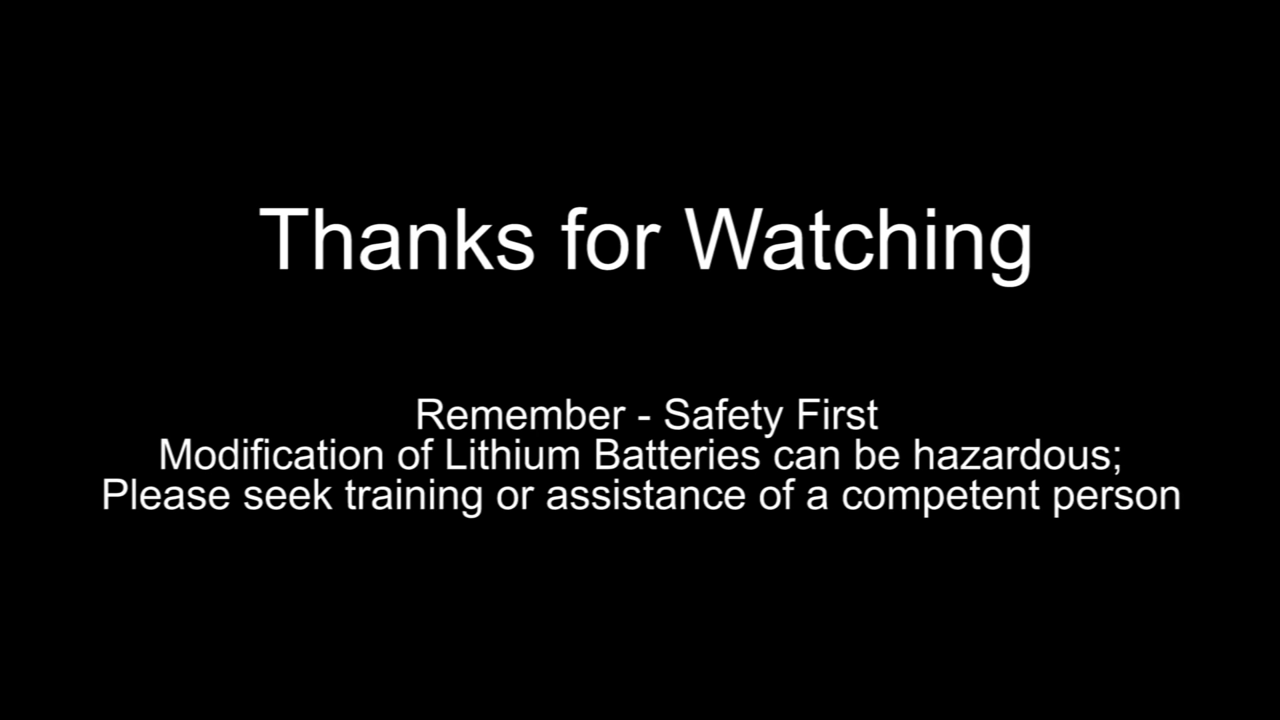 Thanks for Watching
Remember - Safety First
Modification of Lithium Batteries can be hazardous;
Please seek training or assistance of a competent person